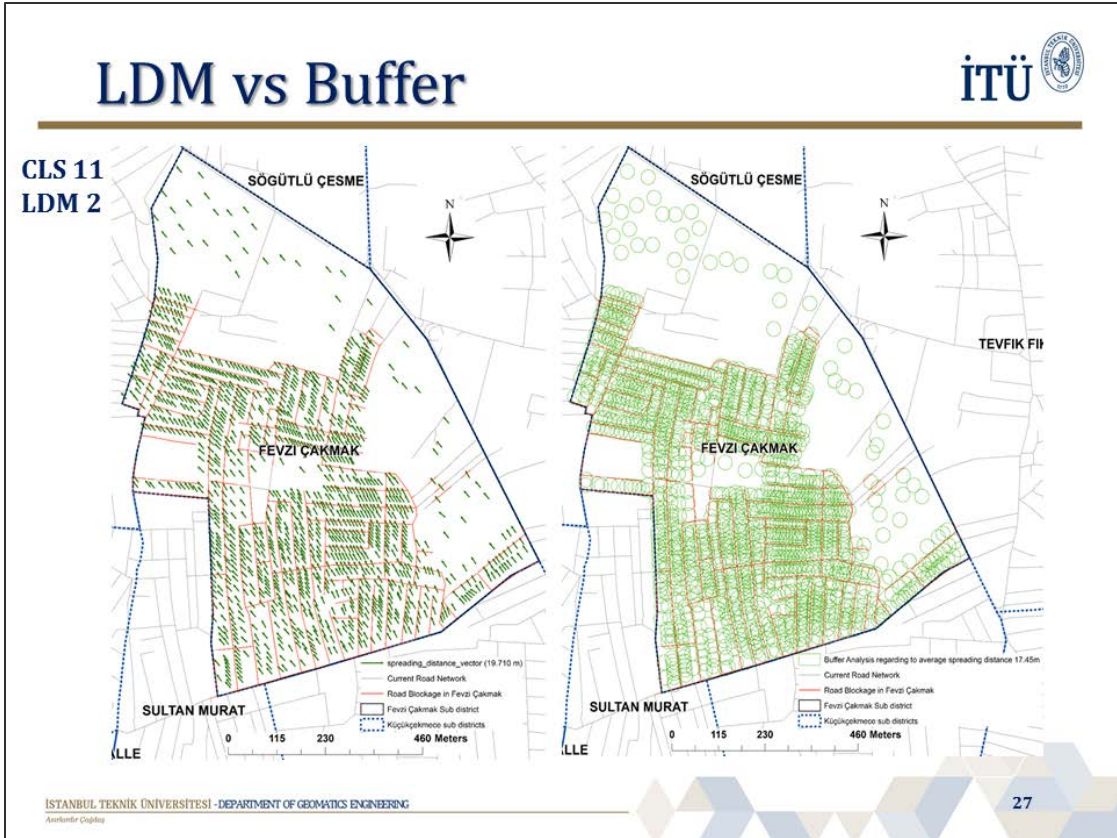 LDM vs Buffer
İTÜ
CLS 11
LDM 2
SÖGÜTLÜ ÇESME
N
FEVZI ÇAKMAK
SULTAN MURAT
ALLE
spreading_distance_vector (19.710 m)
Current Road Network
Road Blockage in Fevzi Çakmak
Fevzi Çakmak Sub district
Küçükçekmece sub districts
0 115 230 460 Meters
SÖGÜTLÜ ÇESME
N
TEVFIK FIK
FEVZI ÇAKMAK
SULTAN MURAT
ALLE
Buffer Analysis regarding to average spreading distance 17.45m
Current Road Network
Road Blockage in Fevzi Çakmak
Fevzi Çakmak Sub district
Küçükçekmece sub districts
0 115 230 460 Meters
İSTANBUL TEKNİK ÜNİVERSİTESİ - DEPARTMENT OF GEOMATICS ENGINEERING
27